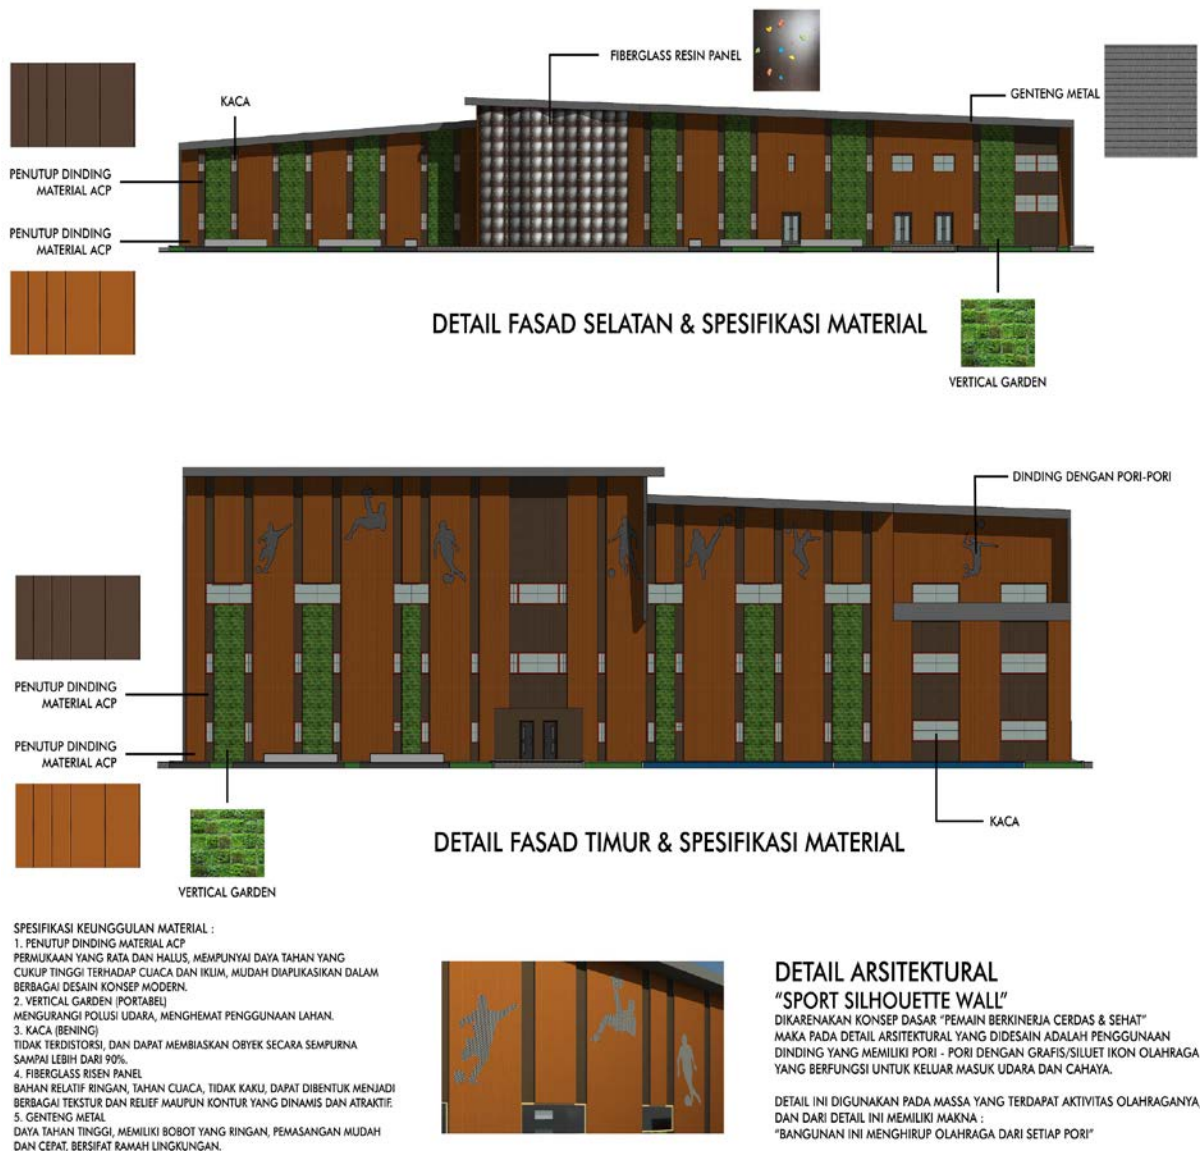 FIBERGLASS RESIN PANEL
KACA
GENTENG METAL
PENUTUP DINDING
MATERIAL ACP
PENUTUP DINDING
MATERIAL ACP
DETAIL FASAD SELATAN & SPESIFIKASI MATERIAL
VERTICAL GARDEN
DINDING DENGAN PORI-PORI
PENUTUP DINDING
MATERIAL ACP
PENUTUP DINDING
MATERIAL ACP
KACA
DETAIL FASAD TIMUR & SPESIFIKASI MATERIAL
VERTICAL GARDEN
SPESIFIKASI KEUNGGULAN MATERIAL :
1. PENUTUP DINDING MATERIAL ACP
PERMUKAAN YANG RATA DAN HALUS, MEMPUNYAI DAYA TAHAN YANG
CUKUP TINGGI TERHADAP CUACA DAN IKLIM, MUDAH DIAPLIKASIKAN DALAM
BERBAGAI DESAIN KONSEP MODERN.
2. VERTICAL GARDEN (PORTABEL)
MENGURANGI POLUSI UDARA, MENGHEMAT PENGGUNAAN LAHAN.
3. KACA (BENING)
TIDAK TERDISTORSI, DAN DAPAT MEMBIASKAN OBYEK SECARA SEMPURNA
SAMPAI LEBIH DARI 90%.
4. FIBERGLASS RISEN PANEL
BAHAN RELATIF RINGAN, TAHAN CUACA, TIDAK KAKU, DAPAT DIBENTUK MENJADI
BERBAGAI TEKSTUR DAN RELIEF MAUPUN KONTUR YANG DINAMIS DAN ATRAKTIF.
5. GENTENG METAL
DAYA TAHAN TINGGI, MEMILIKI BOBOT YANG RINGAN, PEMASANGAN MUDAH
DAN CEPAT, BERSIFAT RAMAH LINGKUNGAN.
DETAIL ARSITEKTURAL
"SPORT SILHOUETTE WALL"
DIKARENAKAN KONSEP DASAR "PEMAIN BERKINERJA CERDAS & SEHAT"
MAKA PADA DETAIL ARSITEKTURAL YANG DIDESAIN ADALAH PENGGUNAAN
DINDING YANG MEMILIKI PORI - PORI DENGAN GRAFIS/SILUET IKON OLAHRAGA
YANG BERFUNGSI UNTUK KELUAR MASUK UDARA DAN CAHAYA.
DETAIL INI DIGUNAKAN PADA MASSA YANG TERDAPAT AKTIVITAS OLAHRAGANYA,
DAN DARI DETAIL INI MEMILIKI MAKNA :
"BANGUNAN INI MENGHIRUP OLAHRAGA DARI SETIAP PORI"